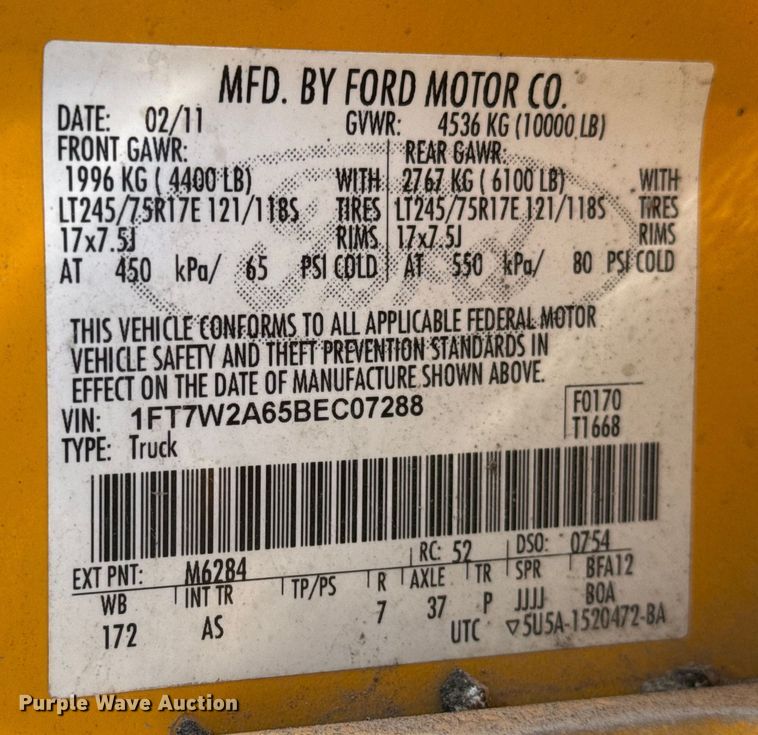 MFD. BY FORD MOTOR CO.
DATE: 02/11 GVWR: 4536 KG (10000 LB)
FRONT GAWR: REAR GAWR:
1996 KG ( 4400 LB) WITH 2767 KG ( 6100 LB) WITH
LT245/75R17E 121/118S TIRES LT245/75R17E 121/118S TIRES
17x7.5J RIMS 17x7.5J RIMS
AT 450 kPa/ 65 PSI COLD AT 550 kPa/ 80 PSI COLD
THIS VEHICLE CONFORMS TO ALL APPLICABLE FEDERAL MOTOR
VEHICLE SAFETY AND THEFT PREVENTION STANDARDS IN
EFFECT ON THE DATE OF MANUFACTURE SHOWN ABOVE.
VIN: 1FT7W2A65BEC07288 F0170
TYPE: Truck T1668
EXT PNT: M6284 RC: 52 DSO: 0754
WB INT TR TP/PS R AXLE TR SPR BFA12
172 AS 7 37 P JJJJ BOA
UTC ▽5U5A-1520472-BA
Purple Wave Auction